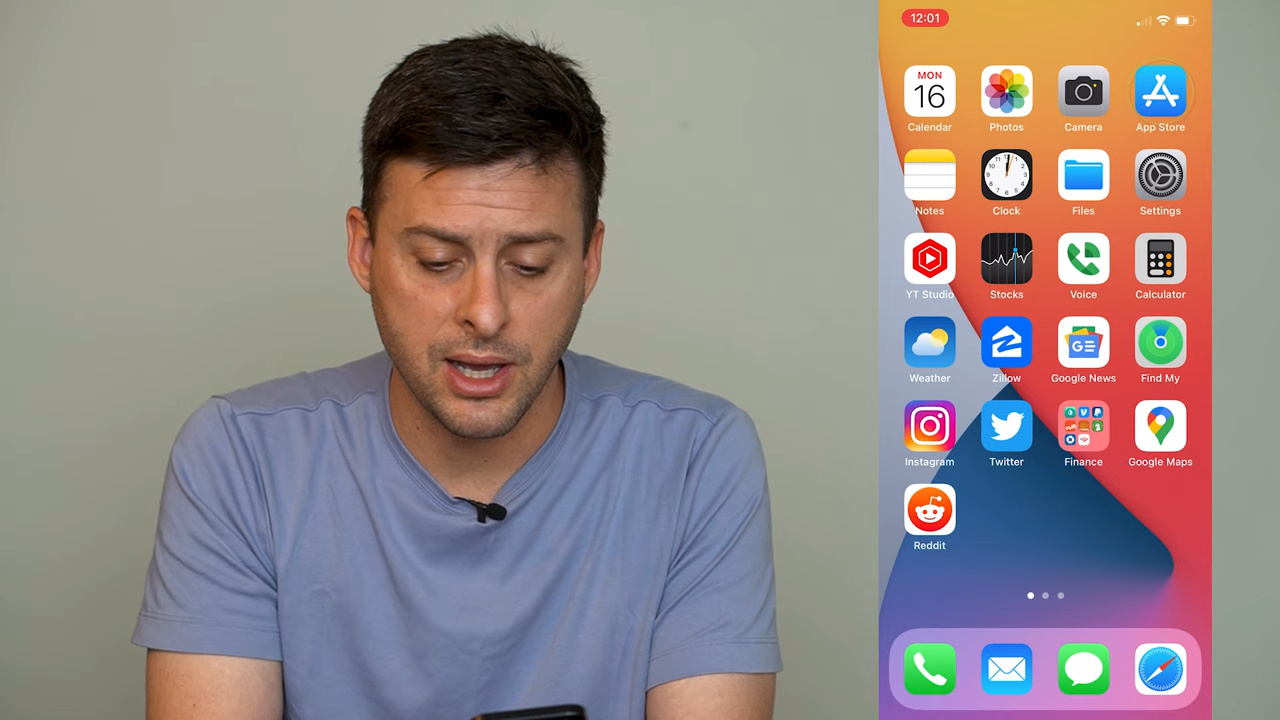 12:01
MON
16
Calendar Photos Camera App Store
Notes Clock Files Settings
YT Studio Stocks Voice Calculator
GE
Weather Zillow Google News Find My
Instagram Twitter Finance Google Maps
Reddit